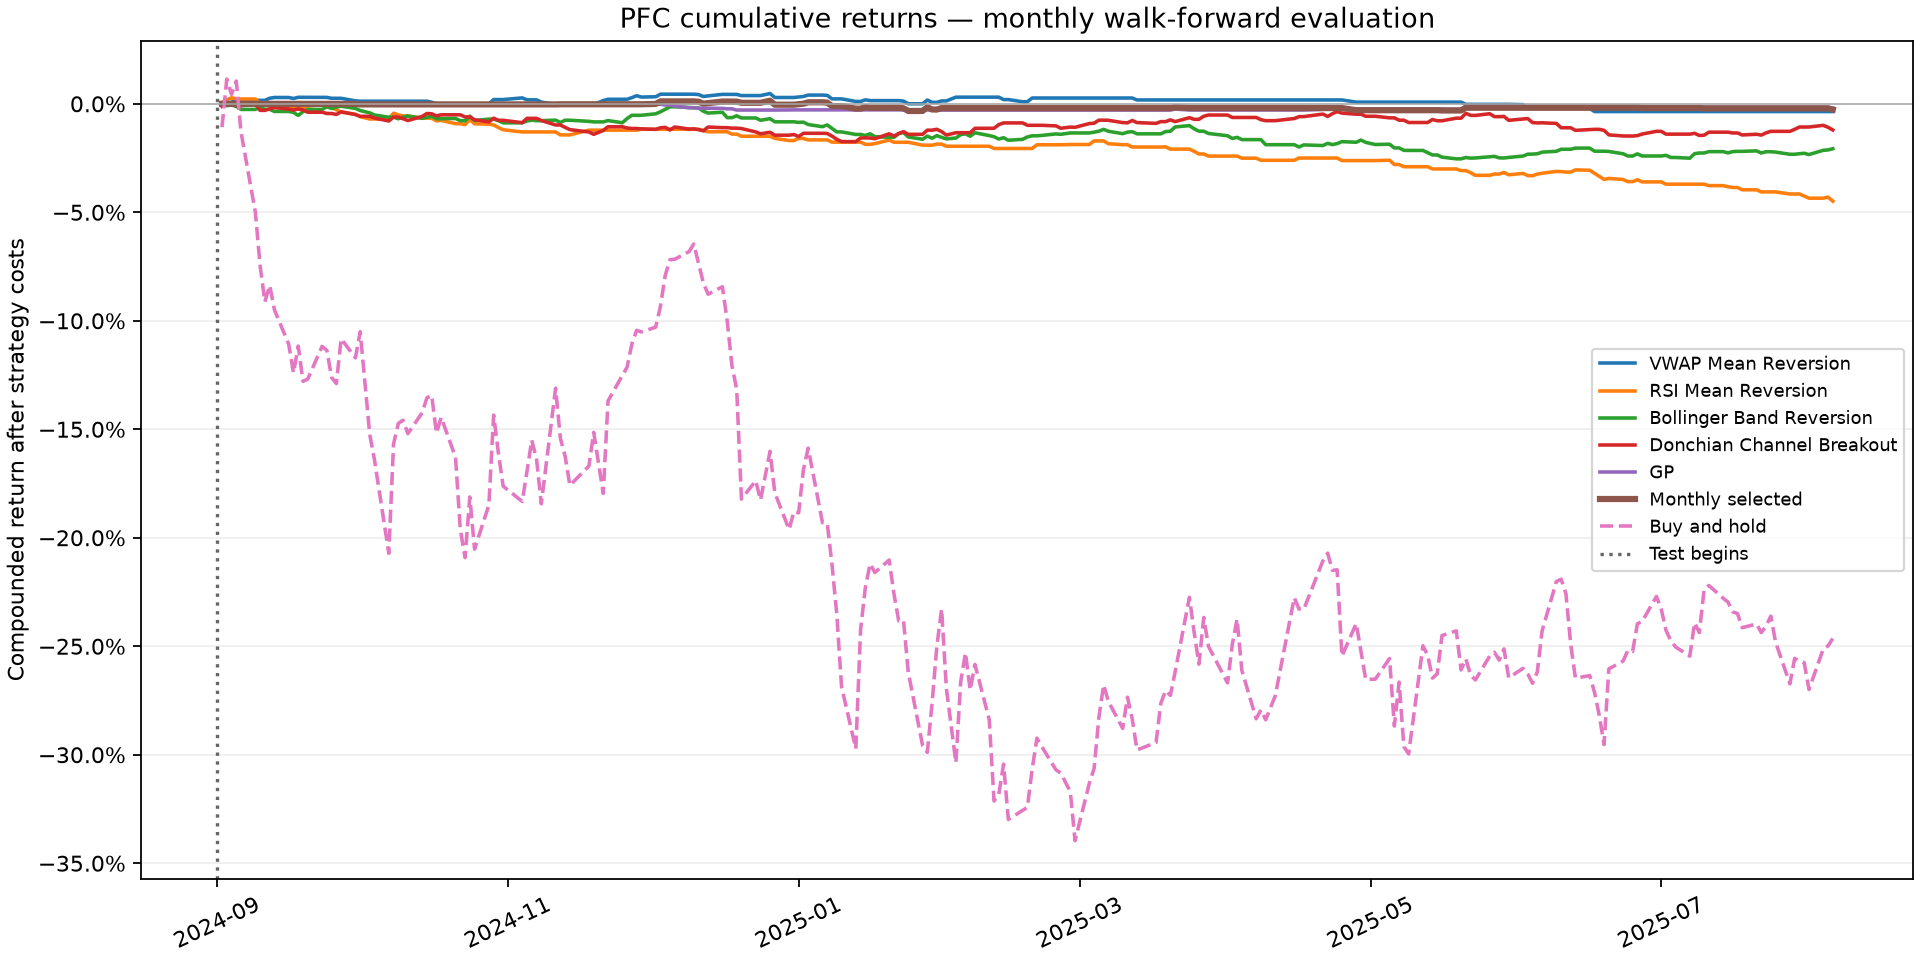 PFC cumulative returns — monthly walk-forward evaluation
Compounded return after strategy costs
0.0%
−5.0%
−10.0%
−15.0%
−20.0%
−25.0%
−30.0%
−35.0%
VWAP Mean Reversion
RSI Mean Reversion
Bollinger Band Reversion
Donchian Channel Breakout
GP
Monthly selected
Buy and hold
Test begins
2024-09
2024-11
2025-01
2025-03
2025-05
2025-07